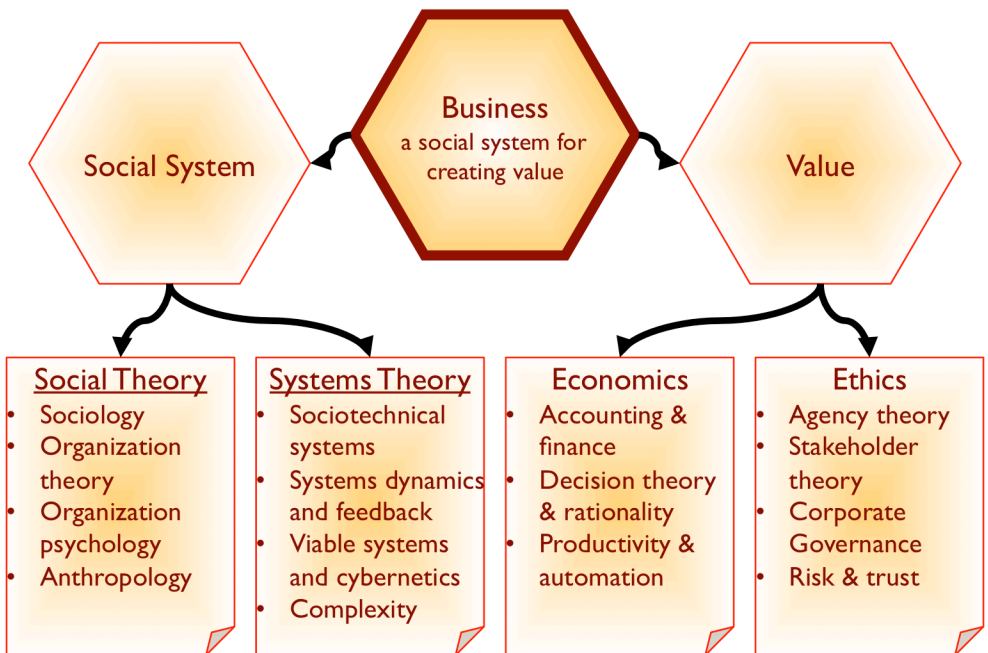 Business
a social system for
creating value
Social System
Value
Social Theory
• Sociology
• Organization
theory
• Organization
psychology
• Anthropology
Systems Theory
• Sociotechnical
systems
• Systems dynamics
and feedback
• Viable systems
and cybernetics
• Complexity
Economics
• Accounting &
finance
• Decision theory
& rationality
• Productivity &
automation
Ethics
• Agency theory
• Stakeholder
theory
• Corporate
Governance
• Risk & trust